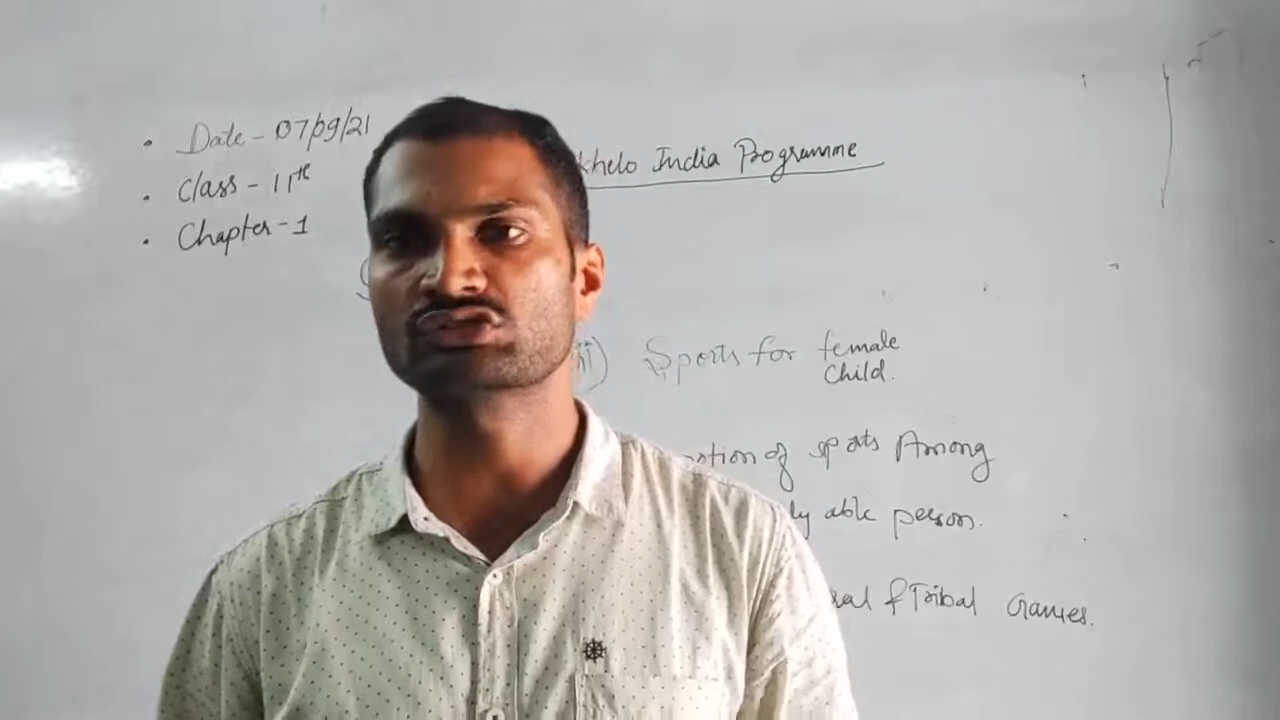 • Date - 07/09/21
• Class - 11th
• Chapter - 1
khelo India Programme
Sports for female
child.
of sports Among
able person.
& Tribal Games.